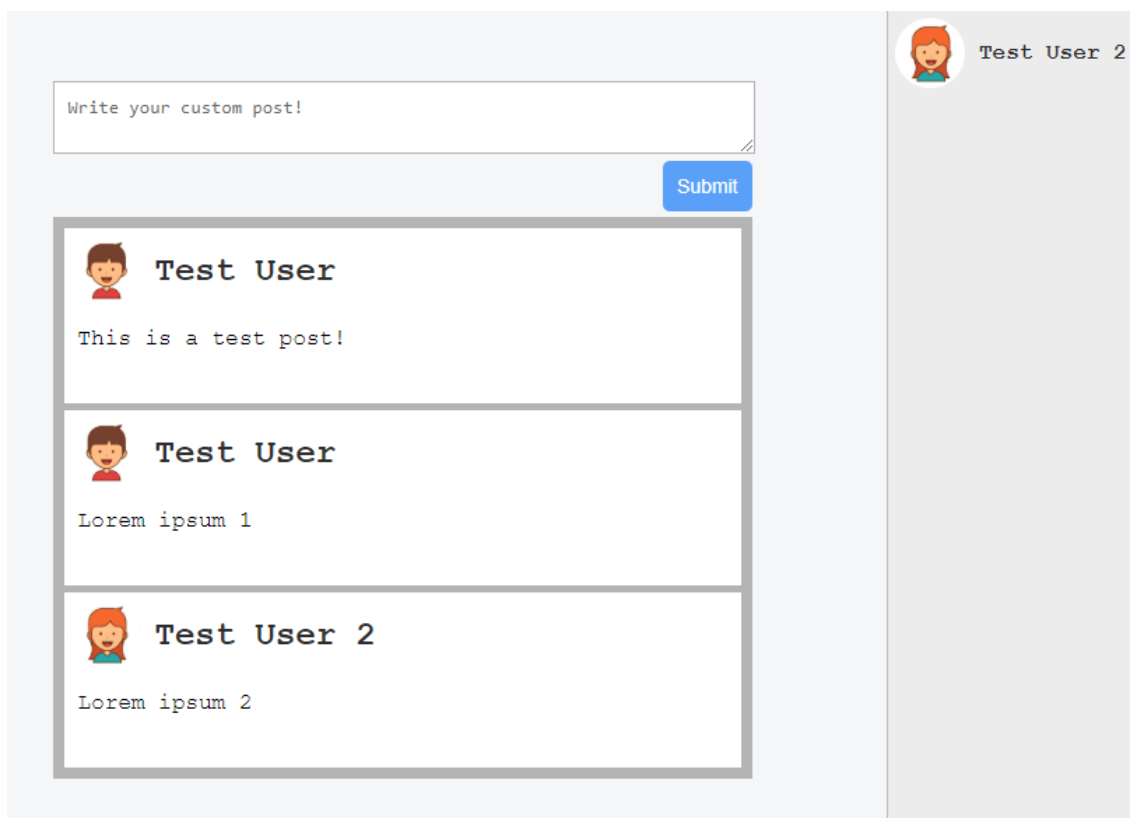 Write your custom post!
Submit
Test User
This is a test post!
Test User
Lorem ipsum 1
Test User 2
Lorem ipsum 2
Test User 2